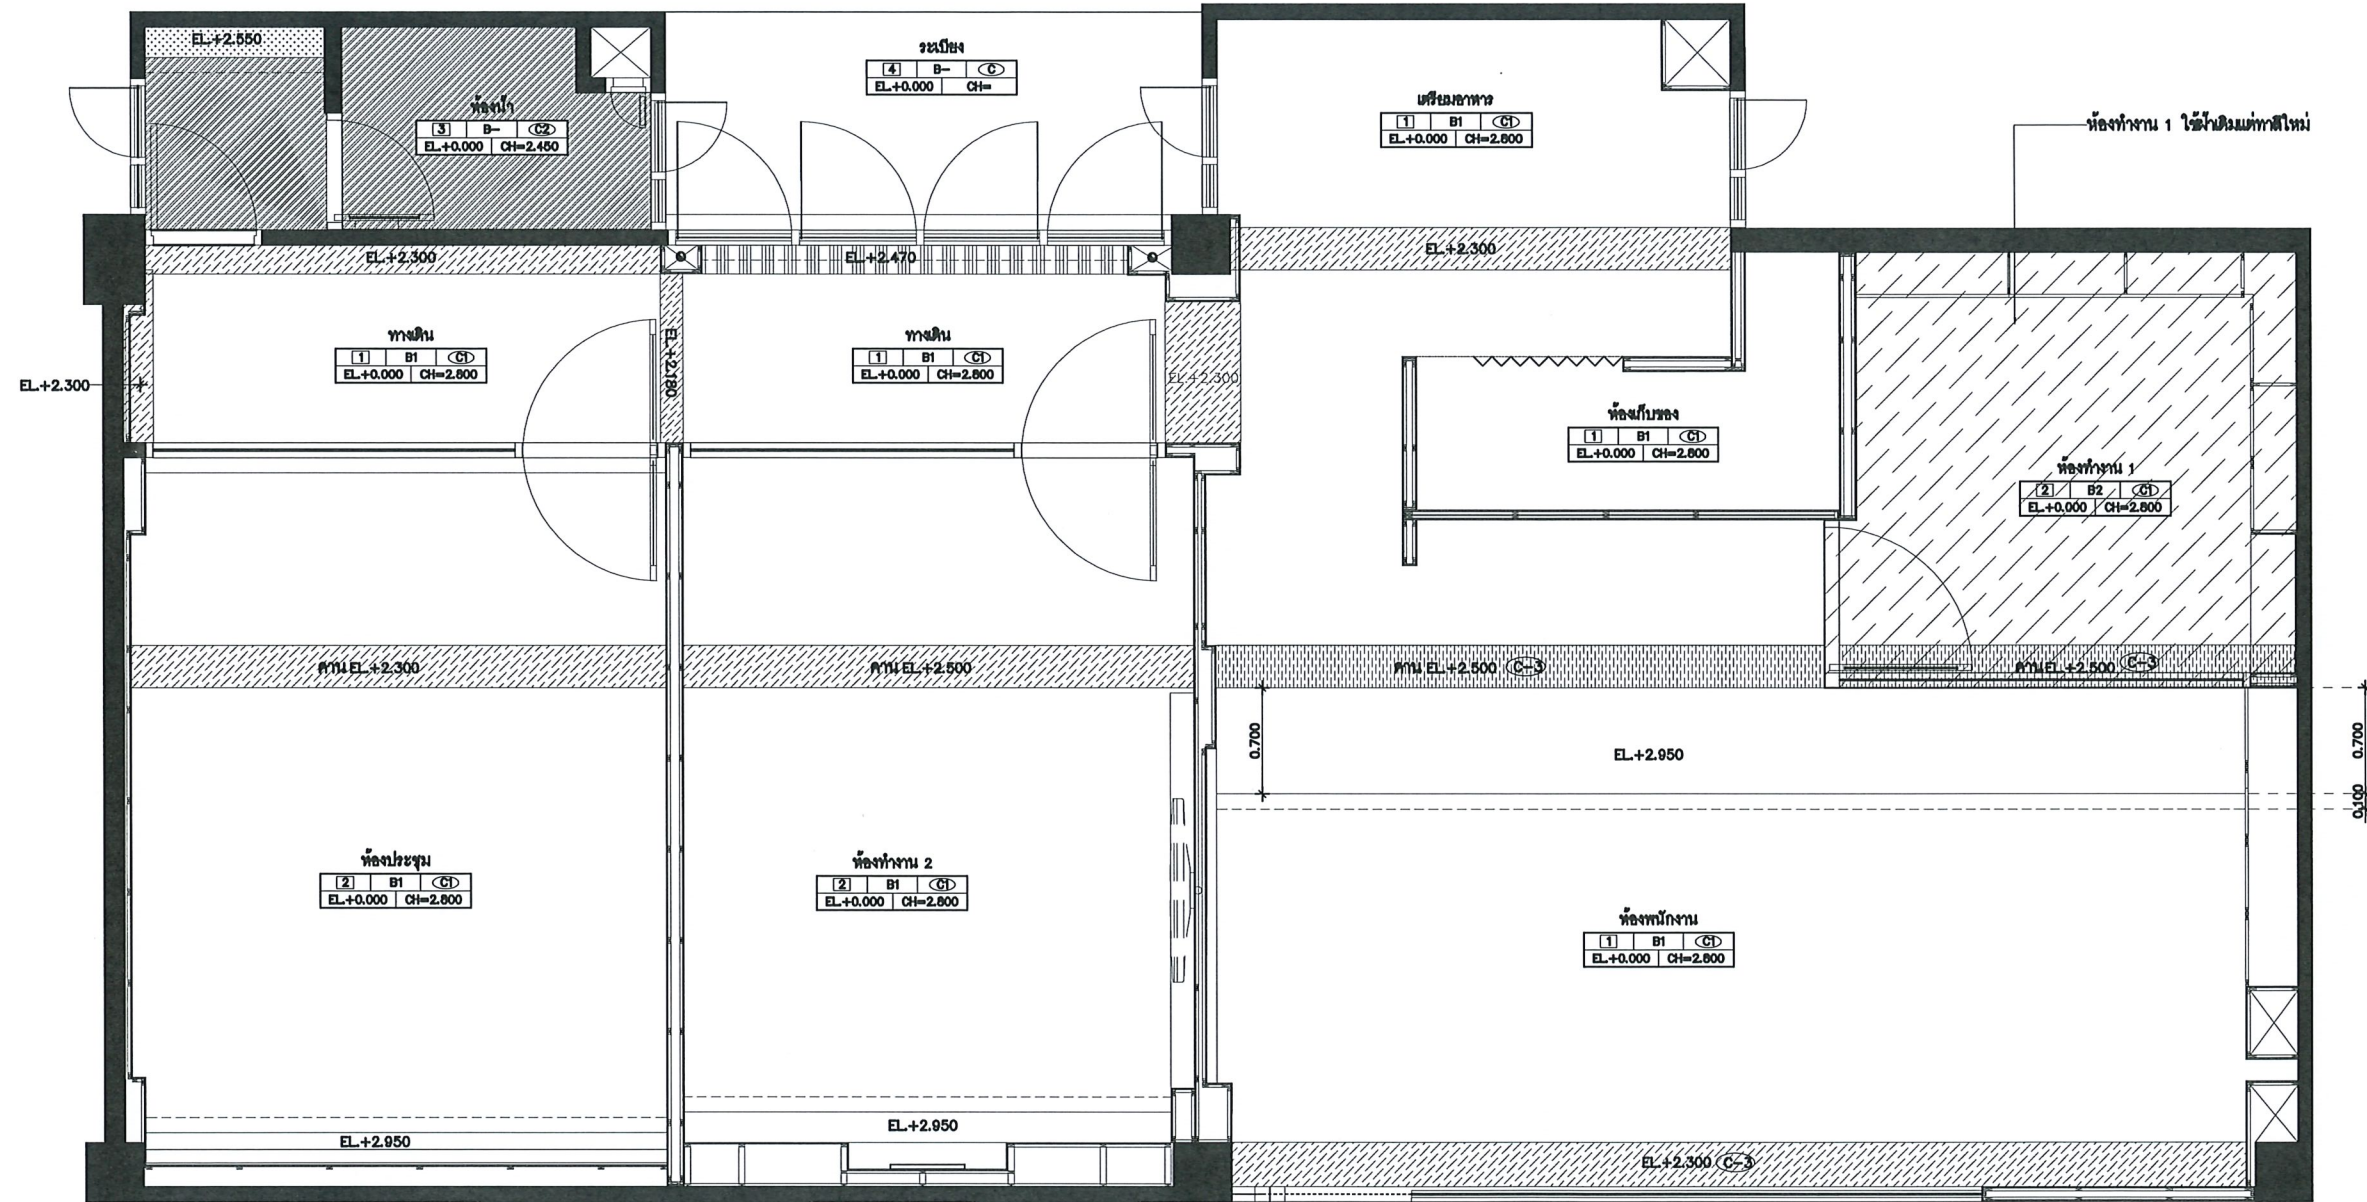 EL.+2.550
ห้องน้ำ
3 B- C2
EL.+0.000 CH=2.450
ระเบียง
4 B- C
EL.+0.000 CH=
เตรียมอาหาร
1 B1 C1
EL.+0.000 CH=2.600
ห้องทำงาน 1 ใช้ฝ้าเดิมแต่ทาสีใหม่
EL.+2.300
EL.+2.470
EL.+2.300
ทางเดิน
1 B1 C1
EL.+0.000 CH=2.600
EL.+2.180
ทางเดิน
1 B1 C1
EL.+0.000 CH=2.600
EL.+2.300
EL.+2.300
ห้องเก็บของ
1 B1 C1
EL.+0.000 CH=2.600
ห้องทำงาน 1
2 B2 C1
EL.+0.000 CH=2.600
คาน EL.+2.300
คาน EL.+2.500
คาน EL.+2.500 C-3
คาน EL.+2.500 C-3
0.700
EL.+2.950
0.700
0.100
ห้องประชุม
2 B1 C1
EL.+0.000 CH=2.600
ห้องทำงาน 2
2 B1 C1
EL.+0.000 CH=2.600
ห้องพนักงาน
1 B1 C1
EL.+0.000 CH=2.600
EL.+2.950
EL.+2.950
EL.+2.300 C-3